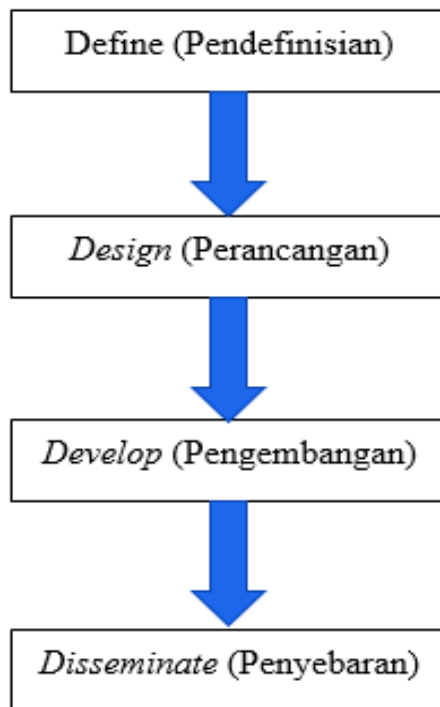 Define (Pendefinisian)
Design (Perancangan)
Develop (Pengembangan)
Disseminate (Penyebaran)